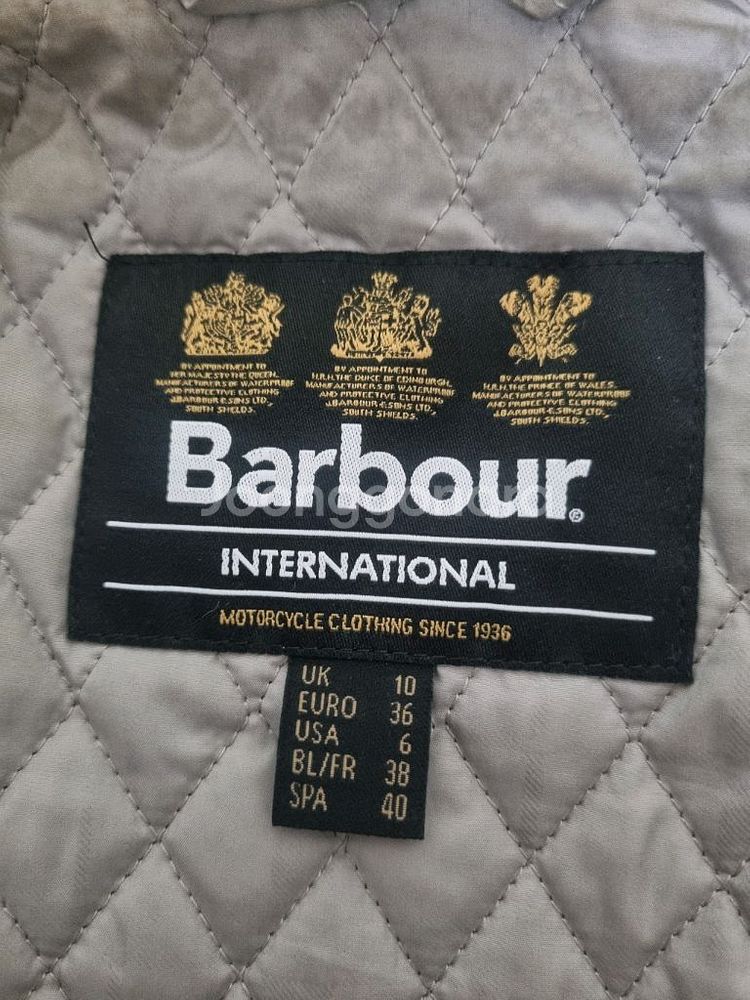 BY APPOINTMENT TO
HER MAJESTY THE QUEEN.
MANUFACTURERS OF WATERPROOF
AND PROTECTIVE CLOTHING
J.BARBOUR & SONS LTD.,
SOUTH SHIELDS.
BY APPOINTMENT TO
H.R.H. THE DUKE OF EDINBURGH.
MANUFACTURERS OF WATERPROOF
AND PROTECTIVE CLOTHING
J.BARBOUR & SONS LTD.,
SOUTH SHIELDS.
BY APPOINTMENT TO
H.R.H. THE PRINCE OF WALES.
MANUFACTURERS OF WATERPROOF
AND PROTECTIVE CLOTHING
J.BARBOUR & SONS LTD.,
SOUTH SHIELDS.
Barbour®
joonggonara
INTERNATIONAL
MOTORCYCLE CLOTHING SINCE 1936
UK 10
EURO 36
USA 6
BL/FR 38
SPA 40